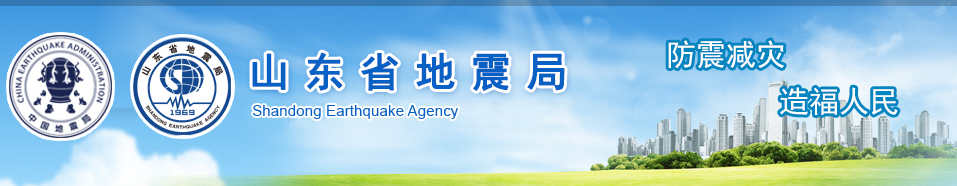 CHINA EARTHQUAKE ADMINISTRATION
中国地震局
山东省地震局
1969
SHANDONG EARTHQUAKE AGENCY
山东省地震局
Shandong Earthquake Agency
防震减灾
造福人民